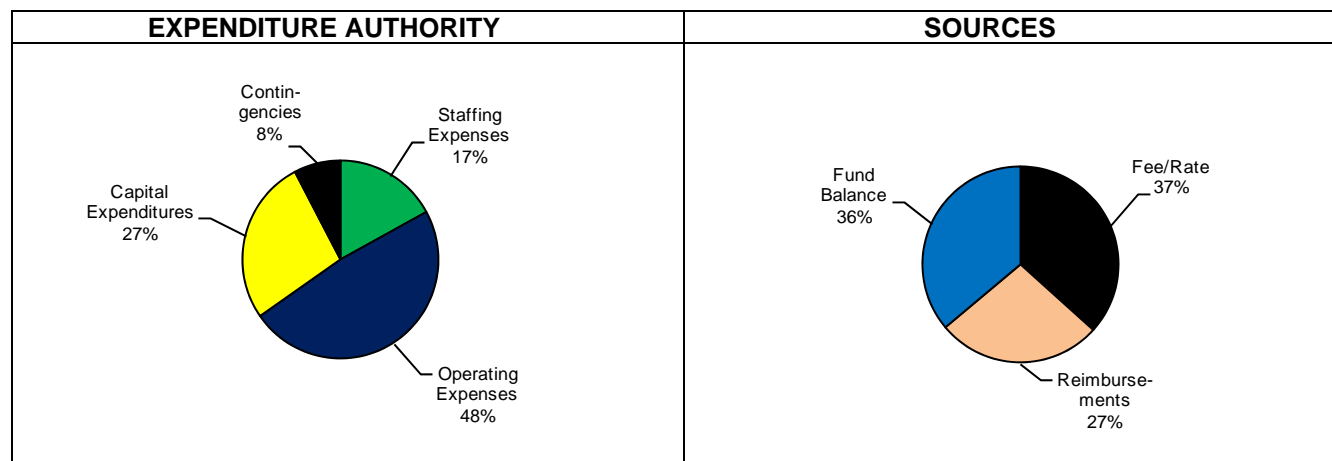 EXPENDITURE AUTHORITY
Contin-
gencies
8%
Staffing
Expenses
17%
Capital
Expenditures
27%
Operating
Expenses
48%
SOURCES
Fund
Balance
36%
Fee/Rate
37%
Reimburse-
ments
27%